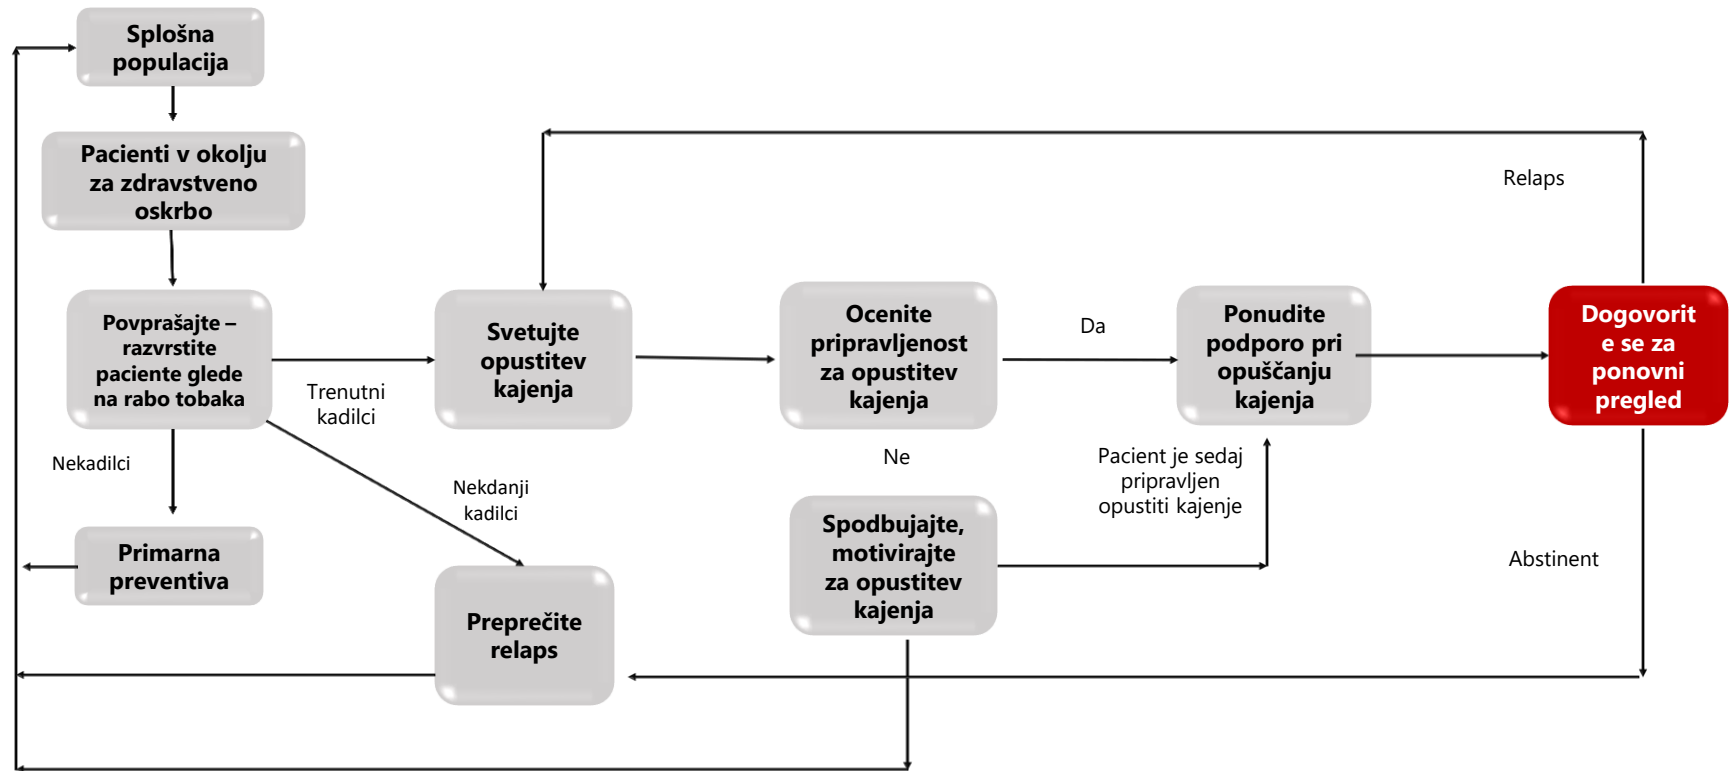 Splošna
populacija
Pacienti v okolju
za zdravstveno
oskrbo
Povprašajte –
razvrstite
paciente glede
na rabo tobaka
Nekadilci
Primarna
preventiva
Trenutni
kadilci
Nekdanji
kadilci
Preprečite
relaps
Svetujte
opustitev
kajenja
Ocenite
pripravljenost
za opustitev
kajenja
Da
Ne
Spodbujajte,
motivirajte
za opustitev
kajenja
Pacient je sedaj
pripravljen
opustiti kajenje
Ponudite
podporo pri
opuščanju
kajenja
Dogovorit
e se za
ponovni
pregled
Relaps
Abstinent